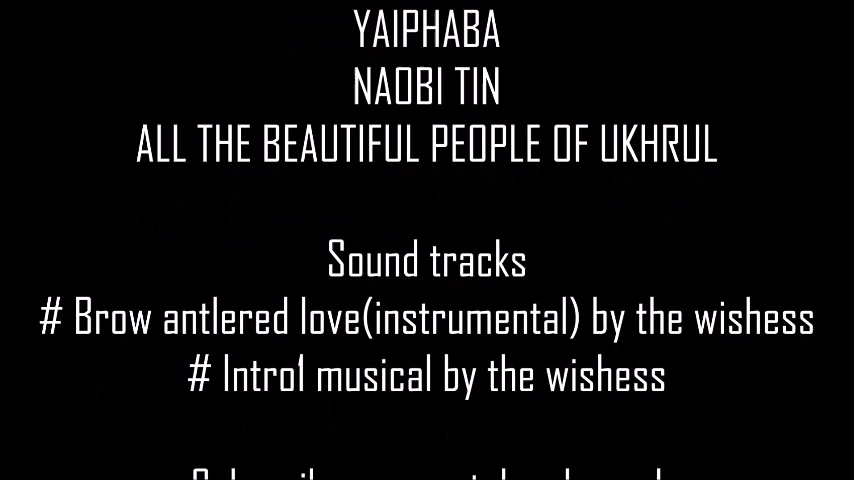 YAIPHABA
NAOBI TIN
ALL THE BEAUTIFUL PEOPLE OF UKHRUL
Sound tracks
# Brow antlered love(instrumental) by the wishess
# Intro1 musical by the wishess